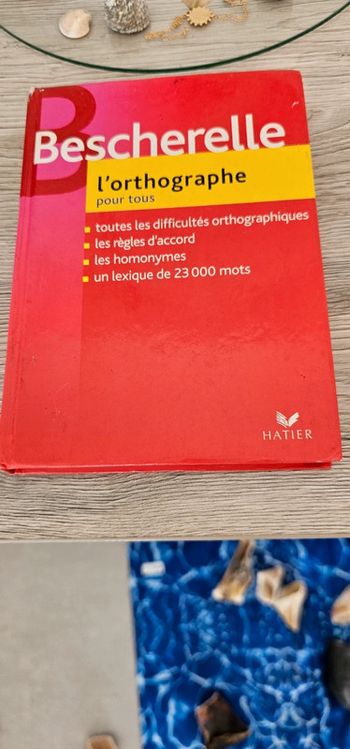 B
Bescherelle
l'orthographe
pour tous
toutes les difficultés orthographiques
les règles d'accord
les homonymes
un lexique de 23 000 mots
HATIER